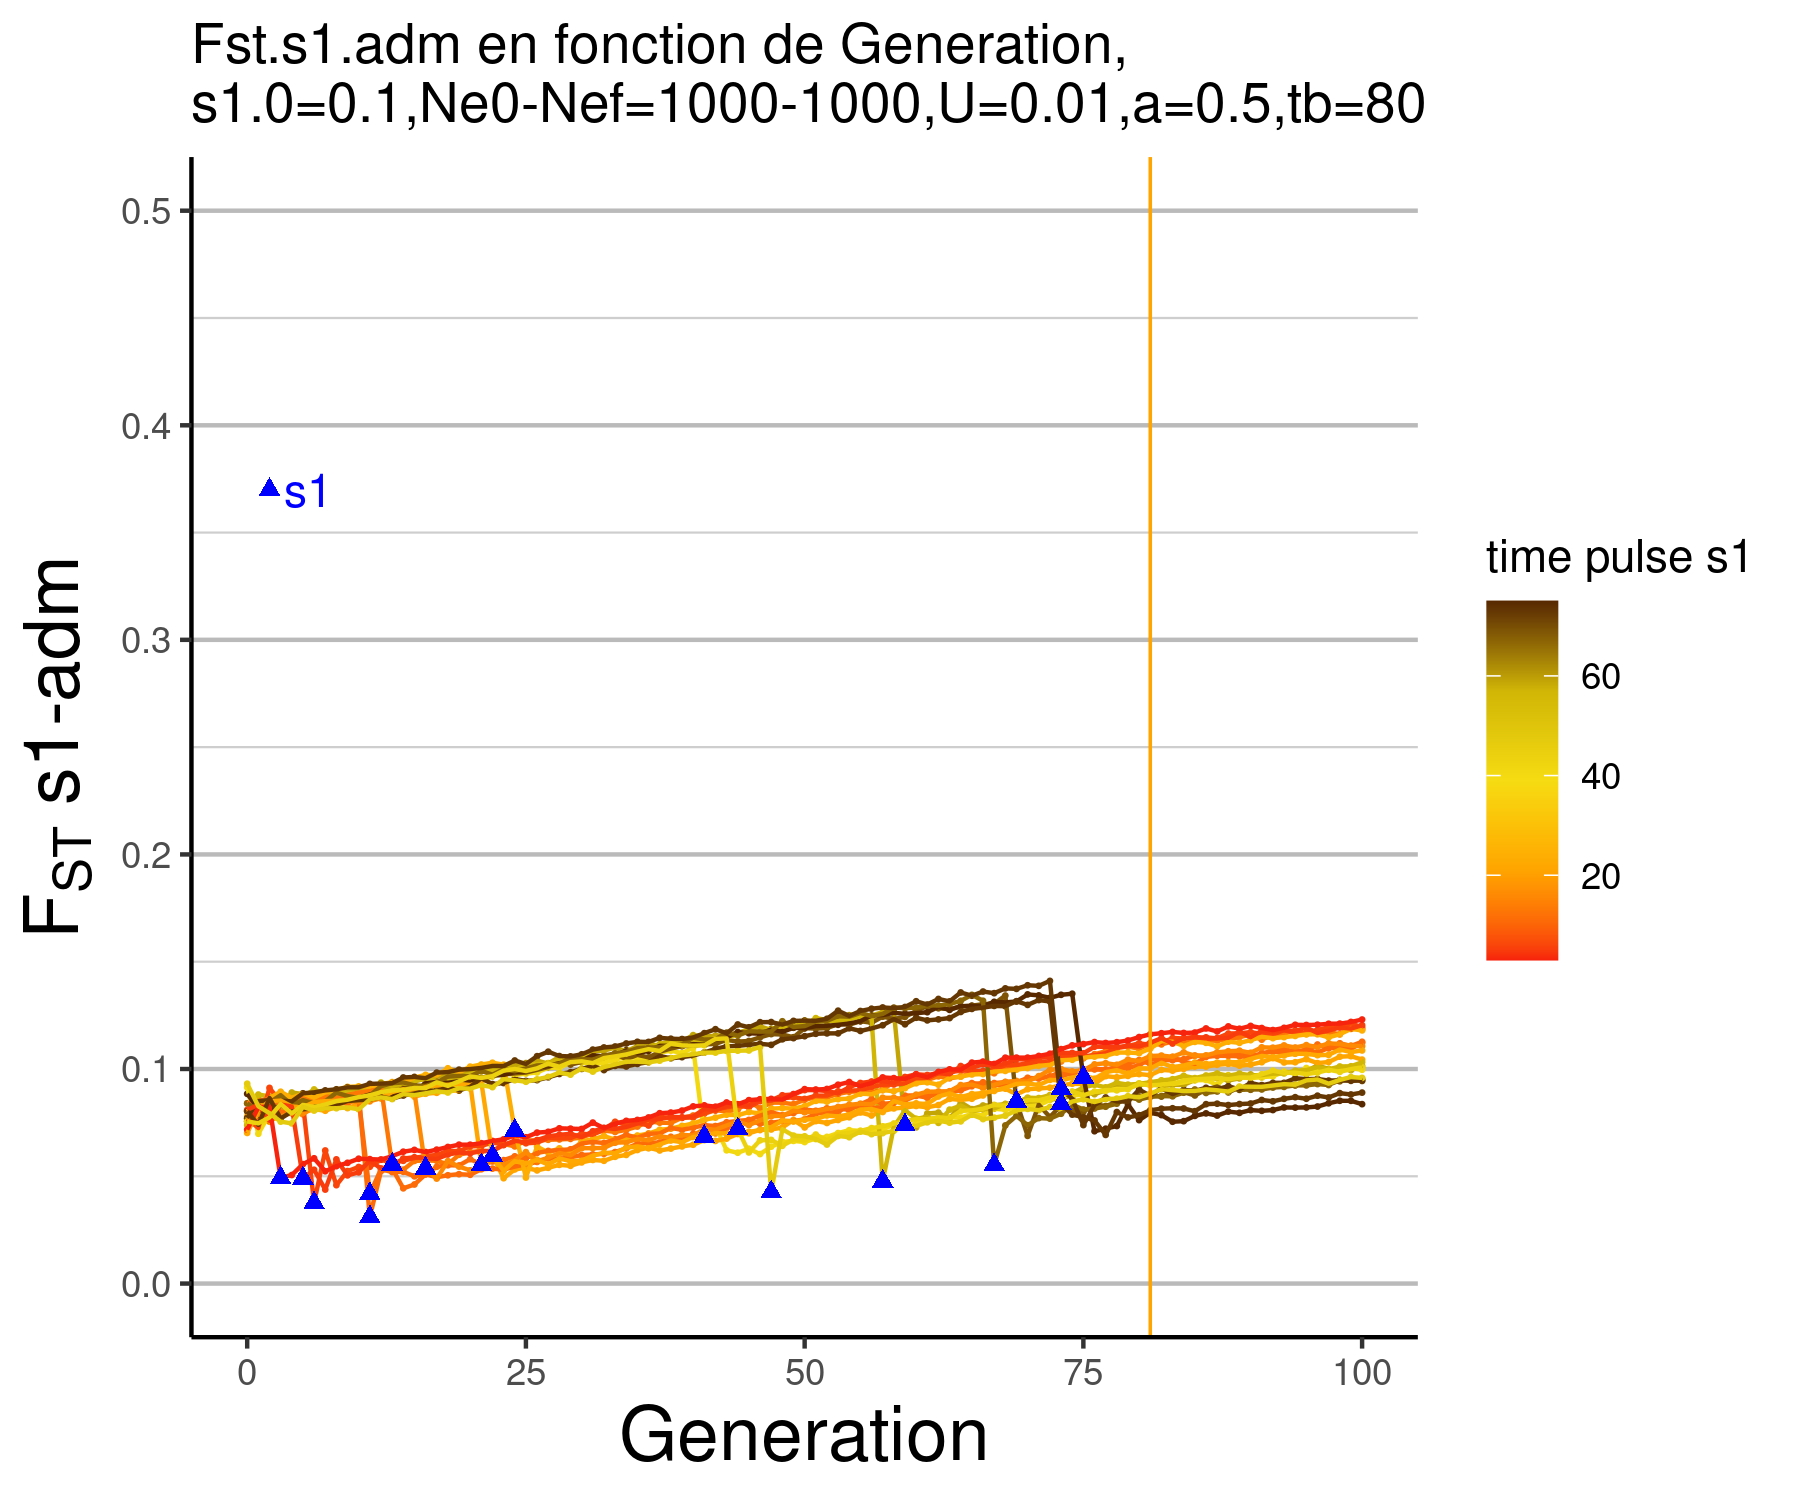 Fst.s1.adm en fonction de Generation,
s1.0=0.1,Ne0-Nef=1000-1000,U=0.01,a=0.5,tb=80
0.5
0.4
s1
0.3
0.2
0.1
0.0
F_ST s1-adm
0 25 50 75 100
Generation
time pulse s1
60
40
20